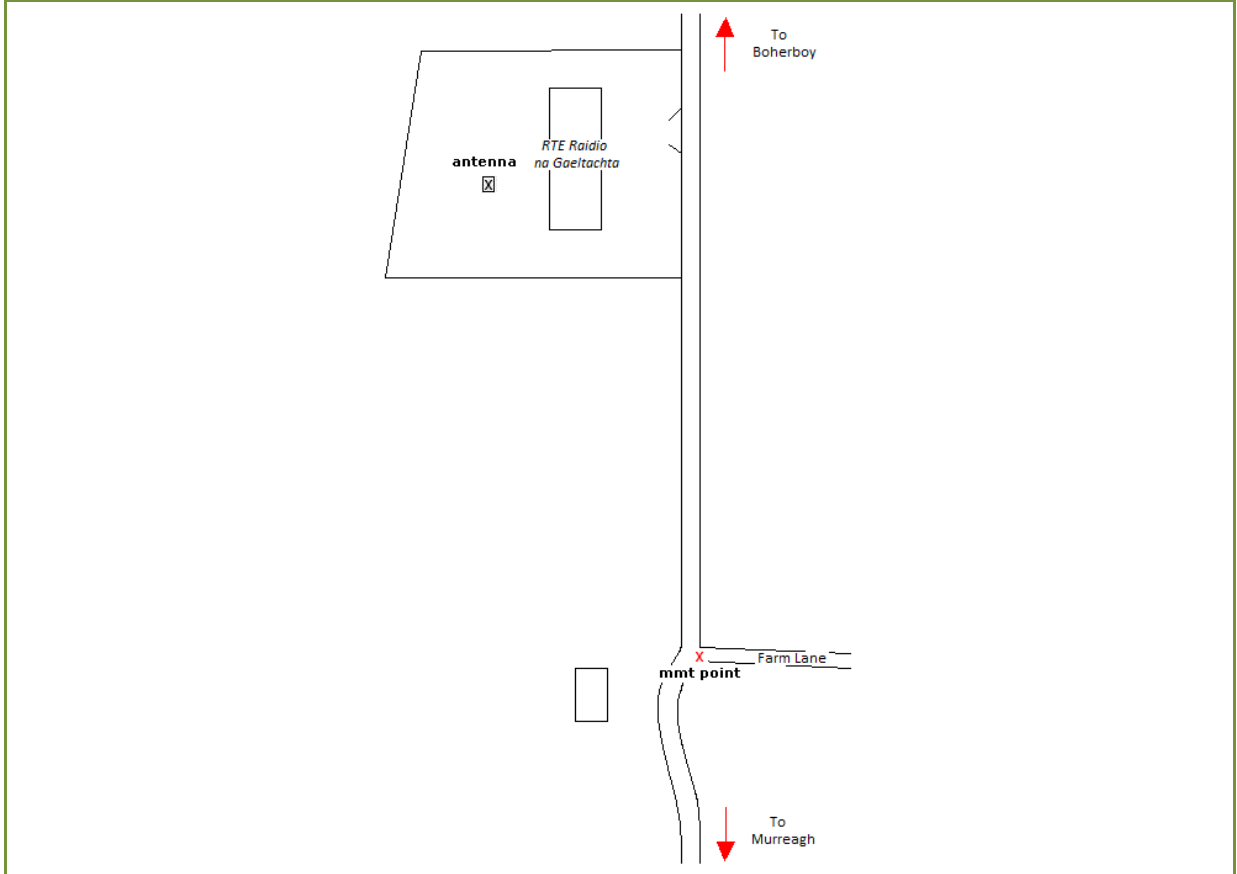 To
Boherboy
RTE Raidio
na Gaeltachta
antenna
X
X
Farm Lane
mmt point
To
Murreagh